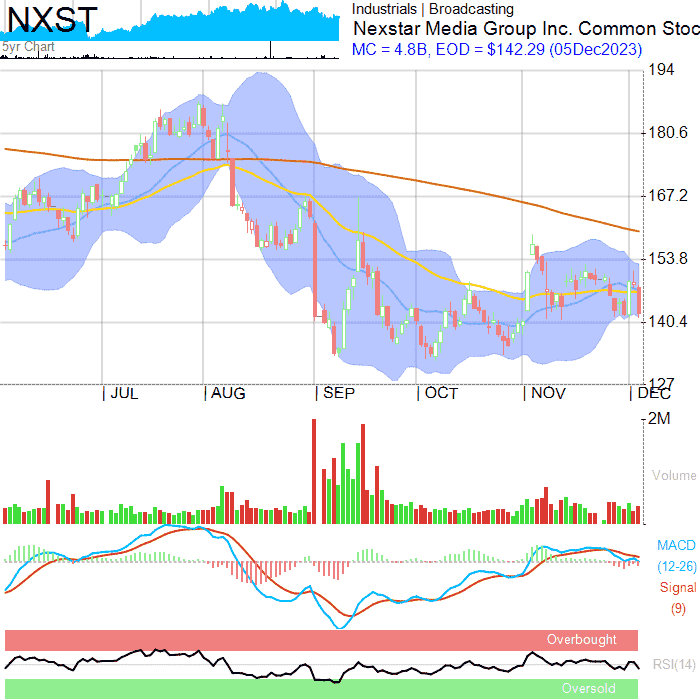 NXST
5yr Chart
Industrials | Broadcasting
Nexstar Media Group Inc. Common Stoc
MC = 4.8B, EOD = $142.29 (05Dec2023)
194
180.6
167.2
153.8
140.4
127
JUL
AUG
SEP
OCT
NOV
DEC
2M
Volume
MACD
(12-26)
Signal
(9)
Overbought
RSI(14)
Oversold